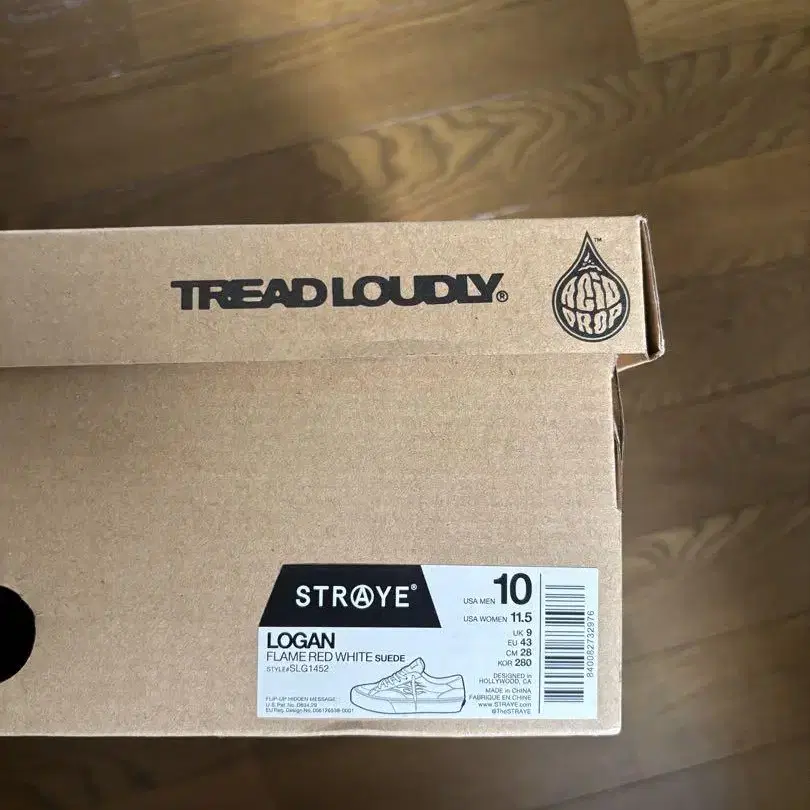 TREAD LOUDLY®
ACiD DROP™
STRAYE®
LOGAN
FLAME RED WHITE SUEDE
STYLE#SLG1452
FLIP-UP HIDDEN MESSAGE:
USA MEN 10
USA WOMEN 11.5
UK 9
EU 43
CM 28
KOR 280
DESIGNED in
HOLLYWOOD, CA
MADE in CHINA
FABRIQUE EN CHINE
www.STRAYE.com
@TheSTRAYE
840082732976